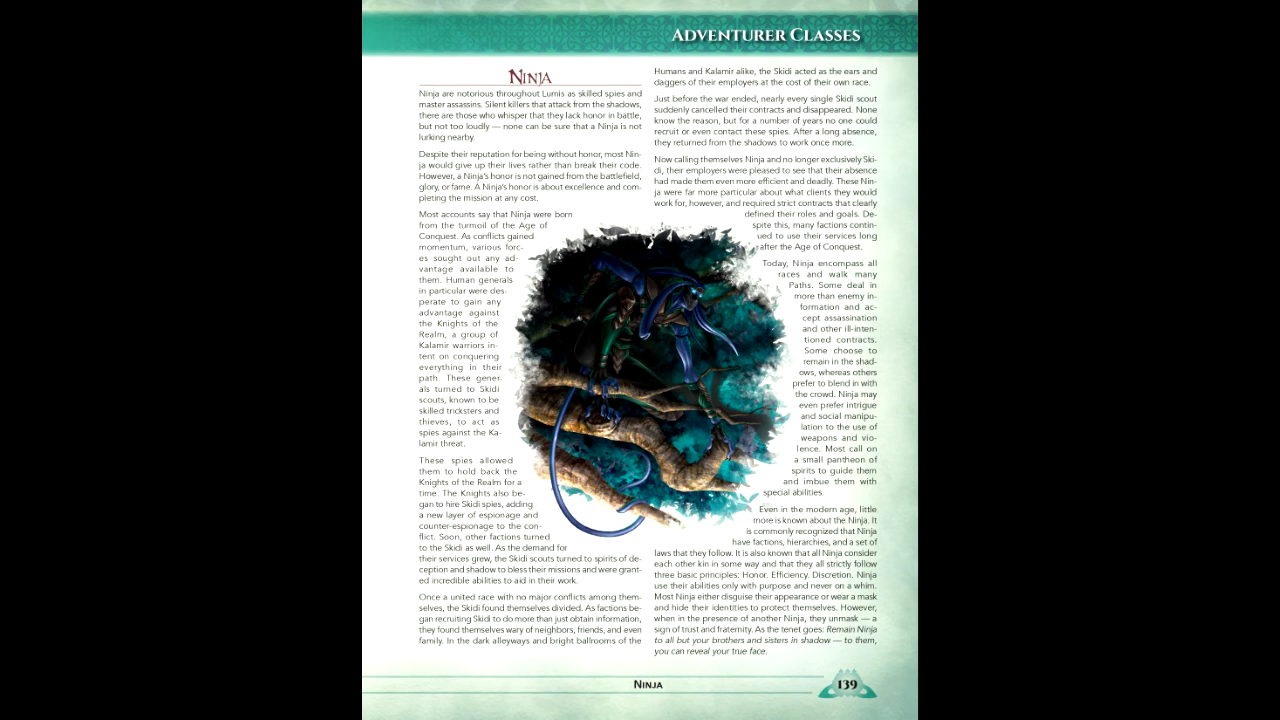 Adventurer Classes
Ninja
Ninja are notorious throughout Lumis as skilled spies and
master assassins. Silent killers that attack from the shadows,
there are those who whisper that they lack honor in battle,
but not too loudly — none can be sure that a Ninja is not
lurking nearby.
Despite their reputation for being without honor, most Nin-
ja would give up their lives rather than break their code.
However, a Ninja's honor is not gained from the battlefield,
glory, or fame. A Ninja's honor is about excellence and com-
pleting the mission at any cost.
Most accounts say that Ninja were born
from the turmoil of the Age of
Conquest. As conflicts gained
momentum, various forc-
es sought out any ad-
vantage available to
them. Human generals
in particular were des-
perate to gain any
advantage against
the Knights of the
Realm, a group of
Kalamir warriors in-
tent on conquering
everything in their
path. These gener-
als turned to Skidi
scouts, known to be
skilled tricksters and
thieves, to act as
spies against the Ka-
lamir threat.
These spies allowed
them to hold back the
Knights of the Realm for a
time. The Knights also be-
gan to hire Skidi spies, adding
a new layer of espionage and
counter-espionage to the con-
flict. Soon, other factions turned
to the Skidi as well. As the demand for
their services grew, the Skidi scouts turned to spirits of de-
ception and shadow to bless their missions and were grant-
ed incredible abilities to aid in their work.
Once a united race with no major conflicts among them-
selves, the Skidi found themselves divided. As factions be-
gan recruiting Skidi to do more than just obtain information,
they found themselves wary of neighbors, friends, and even
family. In the dark alleyways and bright ballrooms of the
Humans and Kalamir alike, the Skidi acted as the ears and
daggers of their employers at the cost of their own race.
Just before the war ended, nearly every single Skidi scout
suddenly cancelled their contracts and disappeared. None
know the reason, but for a number of years no one could
recruit or even contact these spies. After a long absence,
they returned from the shadows to work once more.
Now calling themselves Ninja and no longer exclusively Ski-
di, their employers were pleased to see that their absence
had made them even more efficient and deadly. These Nin-
ja were far more particular about what clients they would
work for, however, and required strict contracts that clearly
defined their roles and goals. De-
spite this, many factions contin-
ued to use their services long
after the Age of Conquest.
Today, Ninja encompass all
races and walk many
Paths. Some deal in
more than enemy in-
formation and ac-
cept assassination
and other ill-inten-
tioned contracts.
Some choose to
remain in the shad-
ows, whereas others
prefer to blend in with
the crowd. Ninja may
even prefer intrigue
and social manipu-
lation to the use of
weapons and vio-
lence. Most call on
a small pantheon of
spirits to guide them
and imbue them with
special abilities.
Even in the modern age, little
more is known about the Ninja. It
is commonly recognized that Ninja
have factions, hierarchies, and a set of
laws that they follow. It is also known that all Ninja consider
each other kin in some way and that they all strictly follow
three basic principles: Honor. Efficiency. Discretion. Ninja
use their abilities only with purpose and never on a whim.
Most Ninja either disguise their appearance or wear a mask
and hide their identities to protect themselves. However,
when in the presence of another Ninja, they unmask — a
sign of trust and fraternity. As the tenet goes: Remain Ninja
to all but your brothers and sisters in shadow — to them,
you can reveal your true face.
Ninja
139